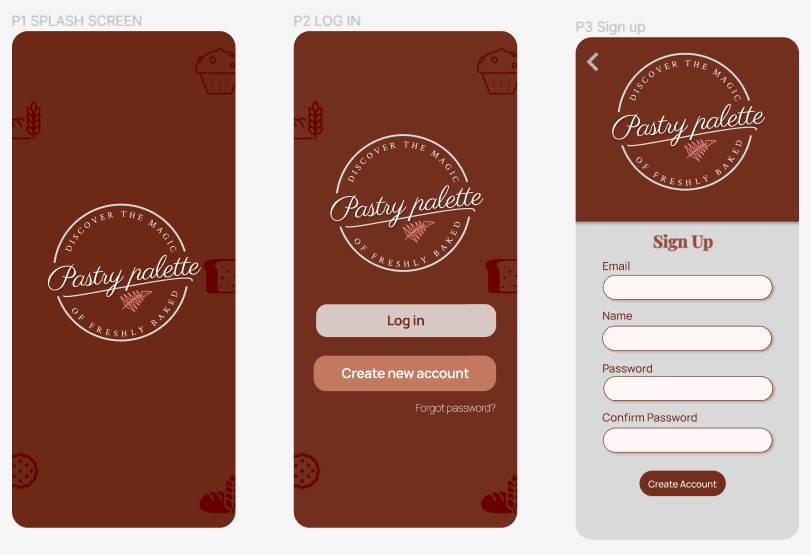 P1 SPLASH SCREEN
DISCOVER THE MAGIC
Pastry palette
OF FRESHLY BAKED
P2 LOG IN
DISCOVER THE MAGIC
Pastry palette
OF FRESHLY BAKED
Log in
Create new account
Forgot password?
P3 Sign up
DISCOVER THE MAGIC
Pastry palette
OF FRESHLY BAKED
Sign Up
Email
Name
Password
Confirm Password
Create Account